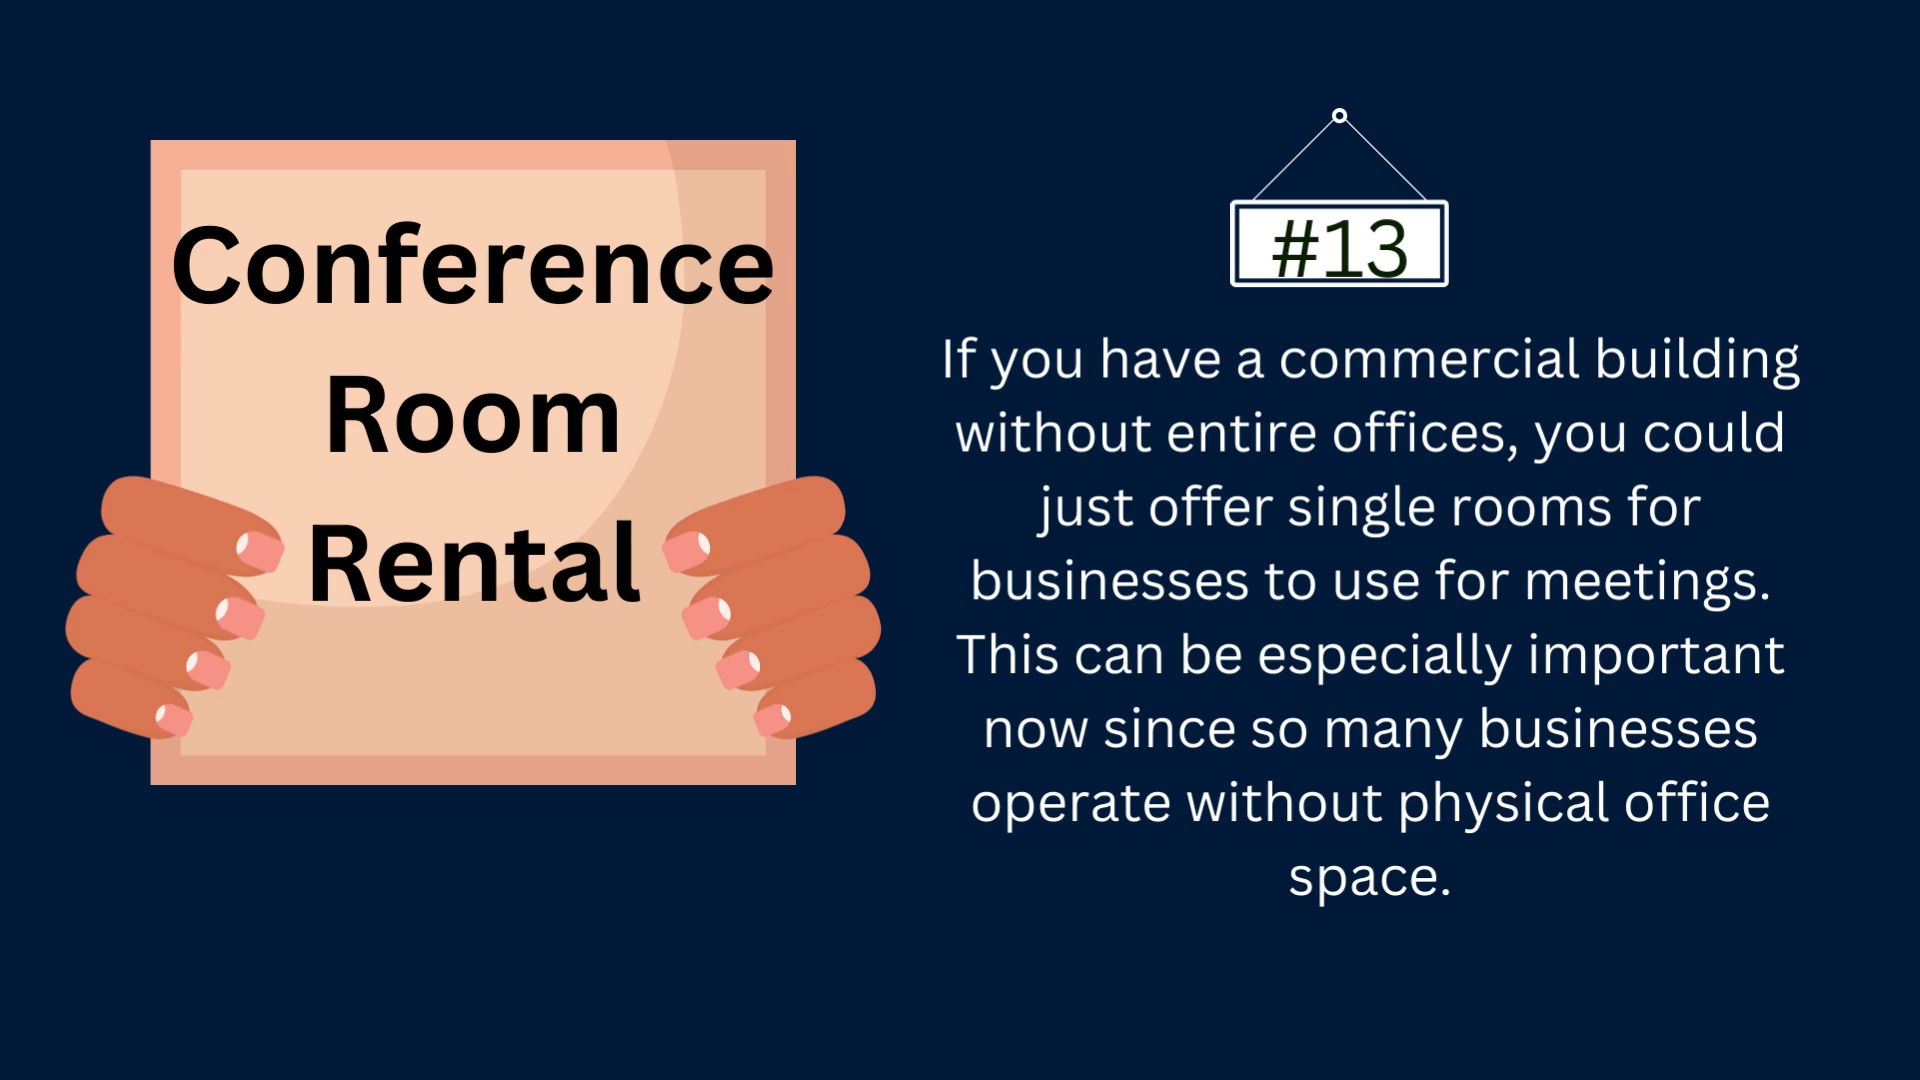 Conference
Room
Rental
#13
If you have a commercial building
without entire offices, you could
just offer single rooms for
businesses to use for meetings.
This can be especially important
now since so many businesses
operate without physical office
space.